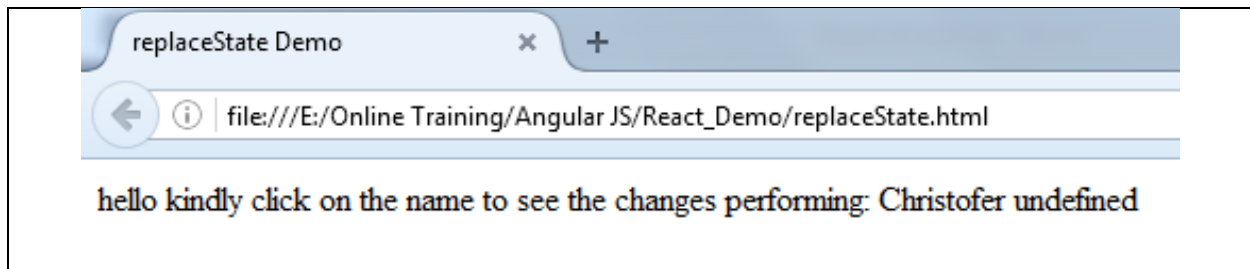 replaceState Demo
file:///E:/Online Training/Angular JS/React_Demo/replaceState.html
hello kindly click on the name to see the changes performing: Christofer undefined